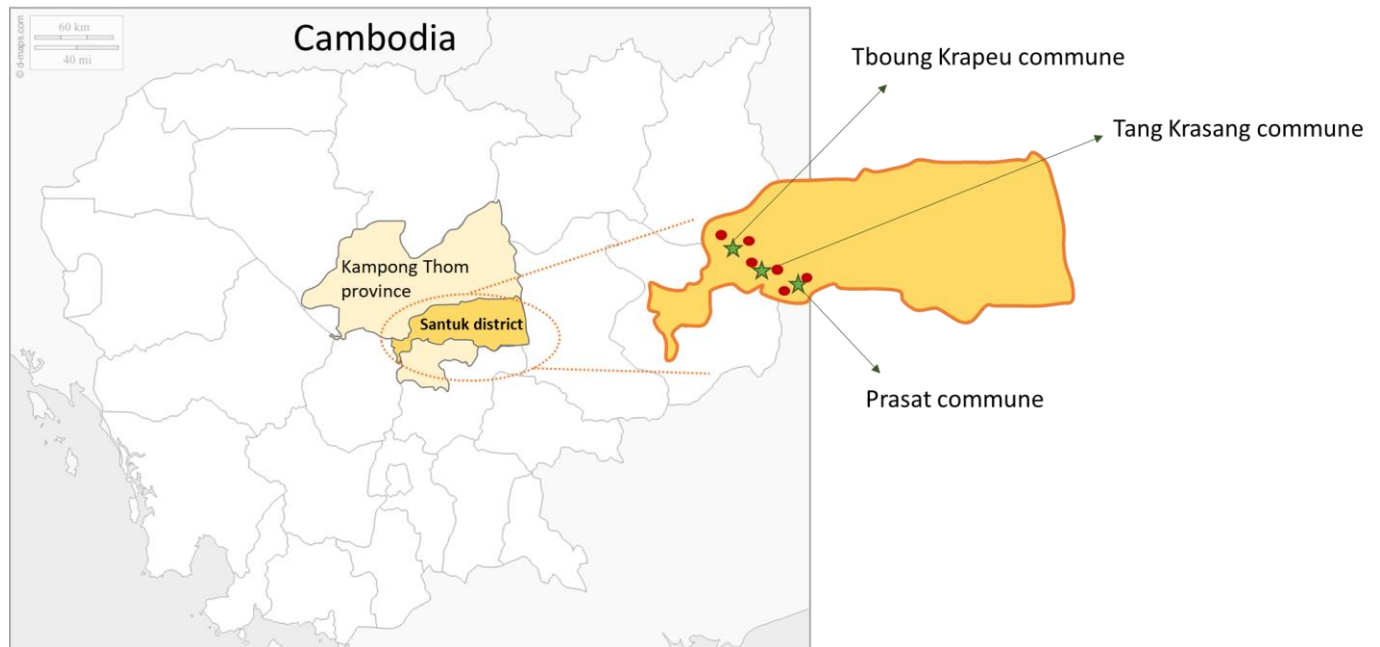 60 km
40 mi
© d-maps.com
Cambodia
Tboung Krapeu commune
Tang Krasang commune
Kampong Thom
province
Santuk district
Prasat commune